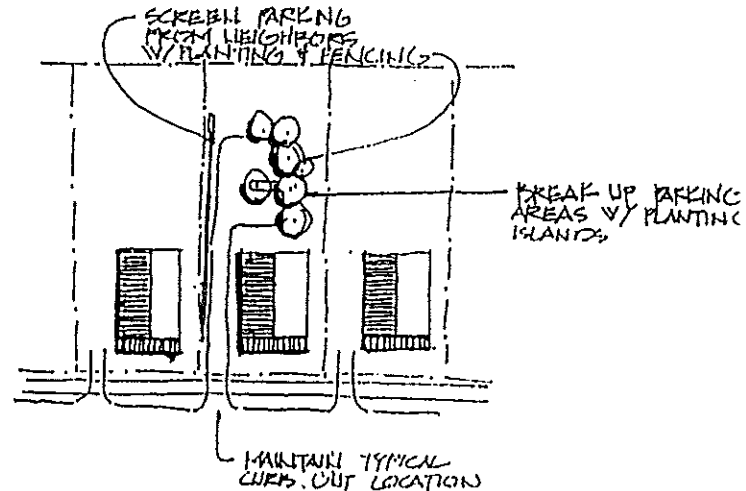 SCREEN PARKING
FROM NEIGHBORS
W/ PLANTING & FENCING
BREAK UP PARKING
AREAS W/ PLANTING
ISLANDS
MAINTAIN TYPICAL
CURB CUT LOCATION